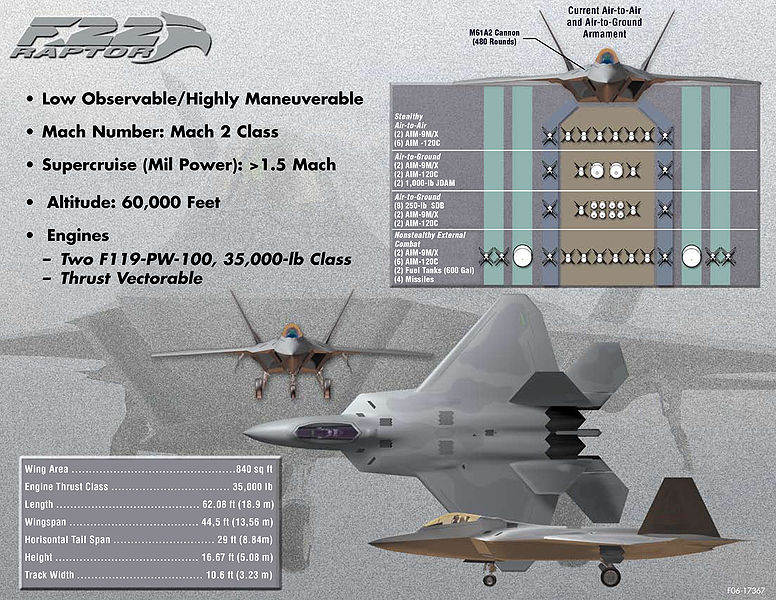 F-22
RAPTOR
Current Air-to-Air
and Air-to-Ground
Armament
M61A2 Cannon
(480 Rounds)
• Low Observable/Highly Maneuverable
• Mach Number: Mach 2 Class
• Supercruise (Mil Power): >1.5 Mach
• Altitude: 60,000 Feet
• Engines
– Two F119-PW-100, 35,000-lb Class
– Thrust Vectorable
Stealthy
Air-to-Air
(2) AIM-9M/X
(6) AIM -120C
Air-to-Ground
(2) AIM-9M/X
(2) AIM-120C
(2) 1,000-lb JDAM
Air-to-Ground
(8) 250-lb SDB
(2) AIM-9M/X
(2) AIM-120C
Nonstealthy External
Combat
(2) AIM-9M/X
(6) AIM-120C
(2) Fuel Tanks (600 Gal)
(4) Missiles
Wing Area ........................................ 840 sq ft
Engine Thrust Class ............................. 35,000 lb
Length ................................... 62.08 ft (18.9 m)
Wingspan ................................ 44.5 ft (13.56 m)
Horisontal Tail Span ....................... 29 ft (8.84m)
Height ................................... 16.67 ft (5.08 m)
Track Width .............................. 10.6 ft (3.23 m)
F06-17367